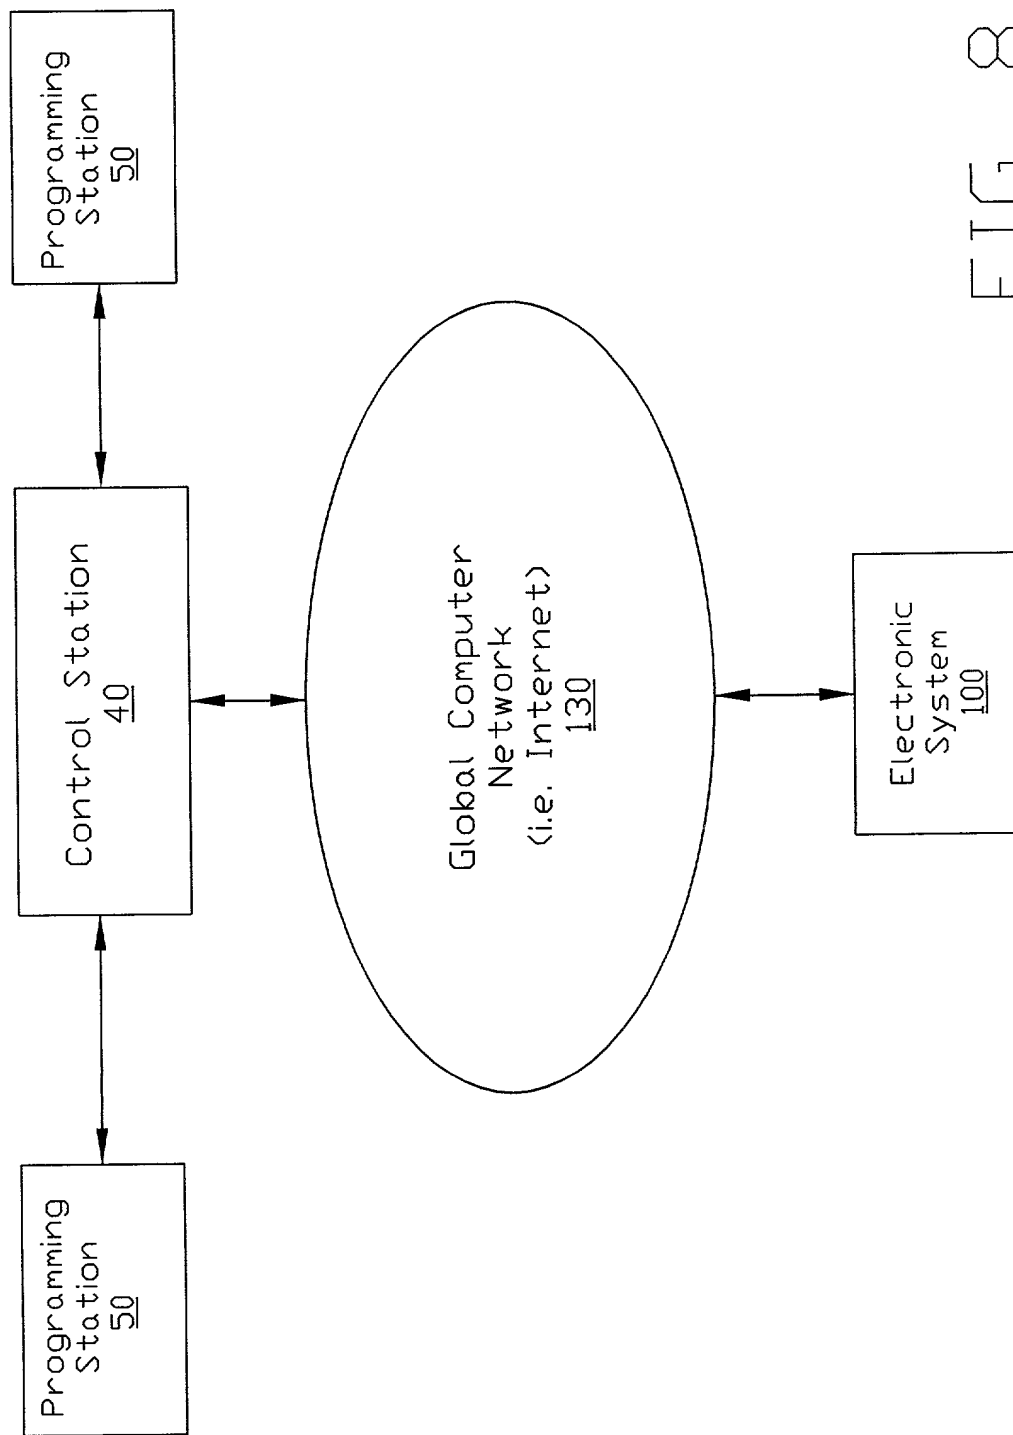 Programming
Station
50
Control Station
40
Programming
Station
50
Global Computer
Network
(i.e. Internet)
130
Electronic
System
100
FIG 8